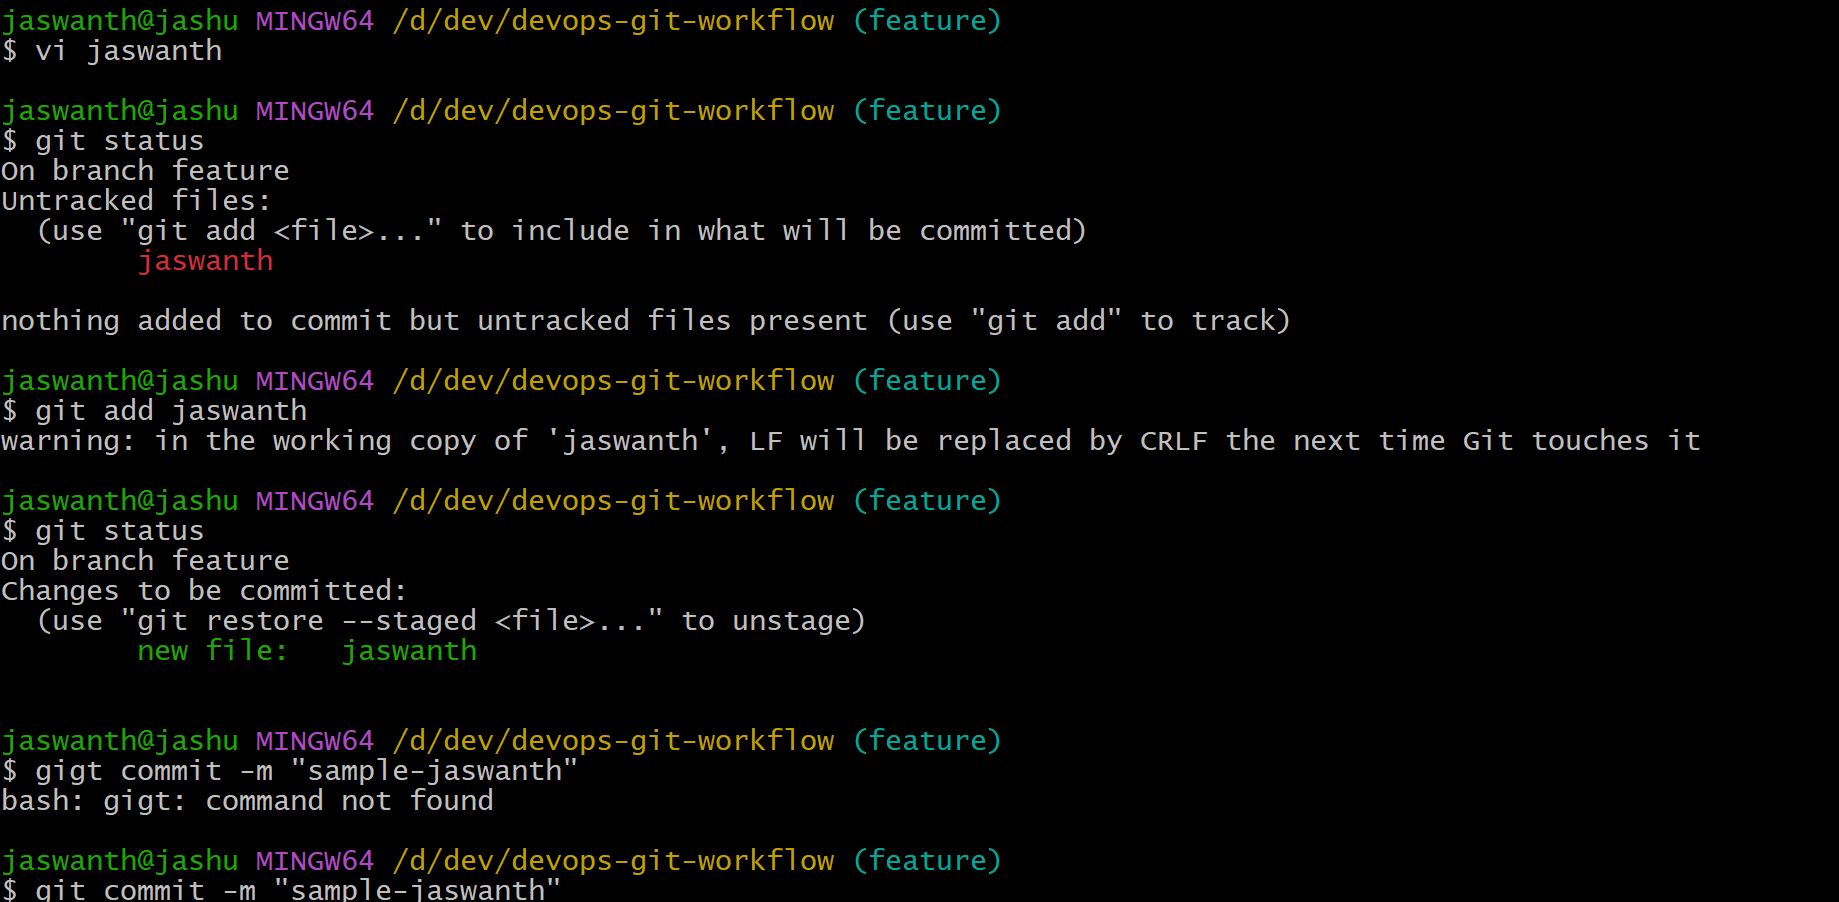 jaswanth@jashu MINGW64 /d/dev/devops-git-workflow (feature)
$ vi jaswanth
jaswanth@jashu MINGW64 /d/dev/devops-git-workflow (feature)
$ git status
On branch feature
Untracked files:
  (use "git add <file>..." to include in what will be committed)
        jaswanth
nothing added to commit but untracked files present (use "git add" to track)
jaswanth@jashu MINGW64 /d/dev/devops-git-workflow (feature)
$ git add jaswanth
warning: in the working copy of 'jaswanth', LF will be replaced by CRLF the next time Git touches it
jaswanth@jashu MINGW64 /d/dev/devops-git-workflow (feature)
$ git status
On branch feature
Changes to be committed:
  (use "git restore --staged <file>..." to unstage)
        new file:   jaswanth
jaswanth@jashu MINGW64 /d/dev/devops-git-workflow (feature)
$ gigt commit -m "sample-jaswanth"
bash: gigt: command not found
jaswanth@jashu MINGW64 /d/dev/devops-git-workflow (feature)
$ git commit -m "sample-jaswanth"